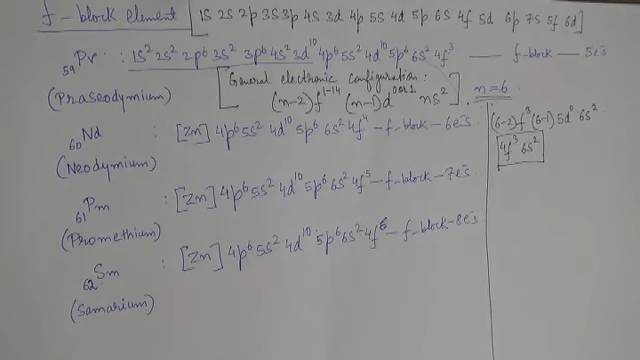 f-block element [1S 2S 2p 3S 3p 4S 3d 4p 5S 4d 5p 6S 4f 5d 6p 7S 5f 6d]
₅₉Pr : 1S² 2S² 2p⁶ 3S² 3p⁶ 4S² 3d¹⁰ 4p⁶ 5S² 4d¹⁰ 5p⁶ 6S² 4f³ — f-block — 5es
(Praseodymium)
[General electronic configuration:
(n-2)f¹⁻¹⁴ (n-1)d⁰ᵒʳ¹ nS²]. n=6
(6-2)f³ (6-1)5d⁰ 6S²
4f³ 6S²
₆₀Nd : [Zn] 4p⁶ 5S² 4d¹⁰ 5p⁶ 6S² 4f⁴ – f-block – 6es
(Neodymium)
₆₁Pm : [Zn] 4p⁶ 5S² 4d¹⁰ 5p⁶ 6S² 4f⁵ – f-block – 7es
(Promethium)
₆₂Sm : [Zn] 4p⁶ 5S² 4d¹⁰ 5p⁶ 6S² 4f⁶ – f-block – 8es
(Samarium)